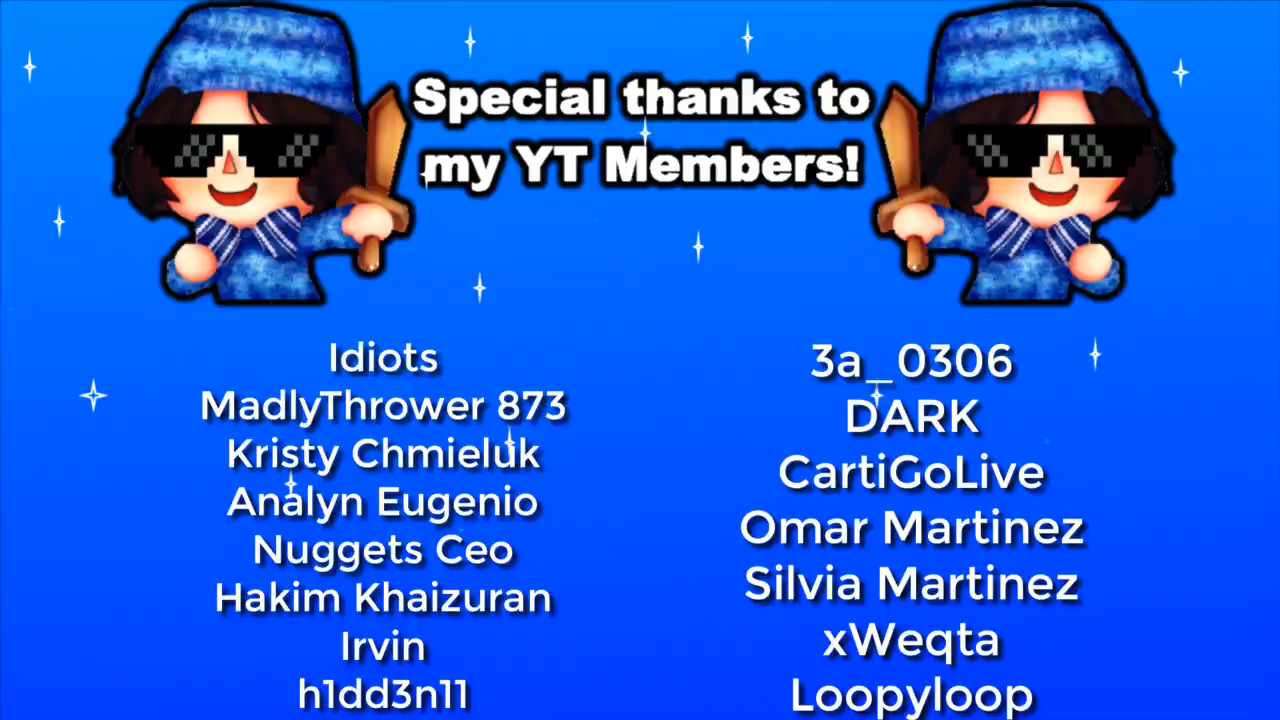 Special thanks to
my YT Members!
Idiots
MadlyThrower 873
Kristy Chmieluk
Analyn Eugenio
Nuggets Ceo
Hakim Khaizuran
Irvin
h1dd3n11
3a_0306
DARK
CartiGoLive
Omar Martinez
Silvia Martinez
xWeqta
Loopyloop